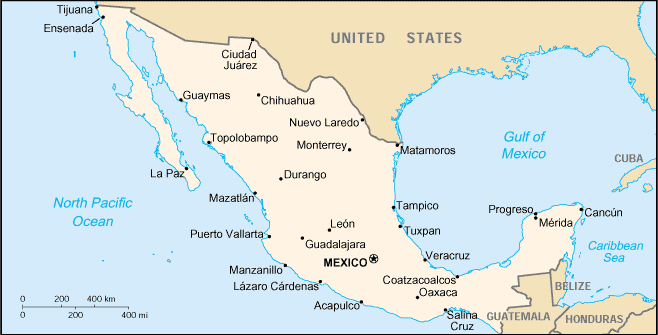 Tijuana
Ensenada
Ciudad
Juárez
UNITED STATES
Guaymas
Chihuahua
Nuevo Laredo
Topolobampo
Monterrey
Matamoros
Gulf of
Mexico
CUBA
La Paz
Durango
Mazatlán
North Pacific
Ocean
Tampico
Progreso
Cancún
Mérida
León
Tuxpan
Puerto Vallarta
Guadalajara
Caribbean
Sea
MEXICO
Veracruz
Manzanillo
Coatzacoalcos
Lázaro Cárdenas
Oaxaca
BELIZE
Acapulco
Salina
Cruz
GUATEMALA
HONDURAS
0 200 400 km
0 200 400 mi